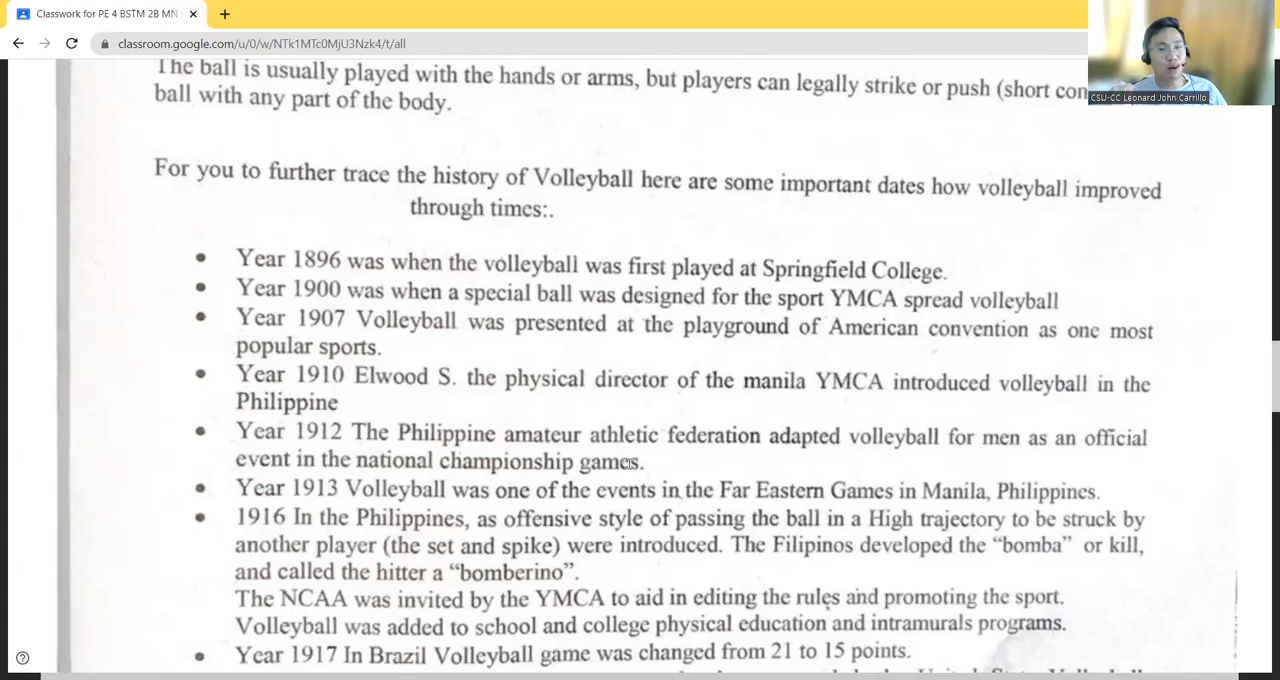 Classwork for PE 4 BSTM 2B MN
classroom.google.com/u/0/w/NTk1MTc0MjU3Nzk4/t/all
CSU-CC Leonard John Carrillo
The ball is usually played with the hands or arms, but players can legally strike or push (short con
ball with any part of the body.
For you to further trace the history of Volleyball here are some important dates how volleyball improved
through times:.
• Year 1896 was when the volleyball was first played at Springfield College.
• Year 1900 was when a special ball was designed for the sport YMCA spread volleyball
• Year 1907 Volleyball was presented at the playground of American convention as one most
popular sports.
• Year 1910 Elwood S. the physical director of the manila YMCA introduced volleyball in the
Philippine
• Year 1912 The Philippine amateur athletic federation adapted volleyball for men as an official
event in the national championship games.
• Year 1913 Volleyball was one of the events in the Far Eastern Games in Manila, Philippines.
• 1916 In the Philippines, as offensive style of passing the ball in a High trajectory to be struck by
another player (the set and spike) were introduced. The Filipinos developed the “bomba” or kill,
and called the hitter a “bomberino”.
The NCAA was invited by the YMCA to aid in editing the rules and promoting the sport.
Volleyball was added to school and college physical education and intramurals programs.
• Year 1917 In Brazil Volleyball game was changed from 21 to 15 points.